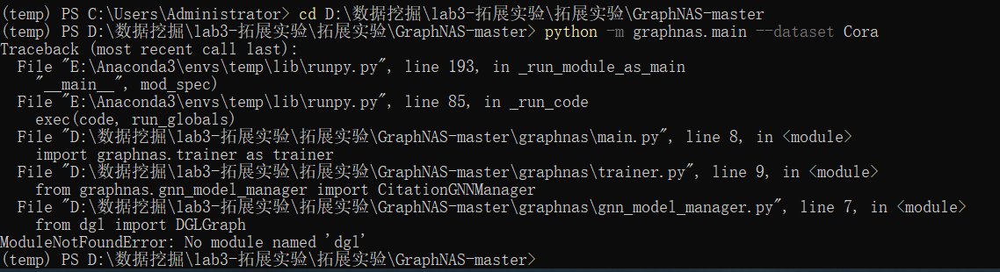 (temp) PS C:\Users\Administrator> cd D:\数据挖掘\lab3-拓展实验\拓展实验\GraphNAS-master
(temp) PS D:\数据挖掘\lab3-拓展实验\拓展实验\GraphNAS-master> python -m graphnas.main --dataset Cora
Traceback (most recent call last):
  File "E:\Anaconda3\envs\temp\lib\runpy.py", line 193, in _run_module_as_main
    "__main__", mod_spec)
  File "E:\Anaconda3\envs\temp\lib\runpy.py", line 85, in _run_code
    exec(code, run_globals)
  File "D:\数据挖掘\lab3-拓展实验\拓展实验\GraphNAS-master\graphnas\main.py", line 8, in <module>
    import graphnas.trainer as trainer
  File "D:\数据挖掘\lab3-拓展实验\拓展实验\GraphNAS-master\graphnas\trainer.py", line 9, in <module>
    from graphnas.gnn_model_manager import CitationGNNManager
  File "D:\数据挖掘\lab3-拓展实验\拓展实验\GraphNAS-master\graphnas\gnn_model_manager.py", line 7, in <module>
    from dgl import DGLGraph
ModuleNotFoundError: No module named 'dgl'
(temp) PS D:\数据挖掘\lab3-拓展实验\拓展实验\GraphNAS-master>